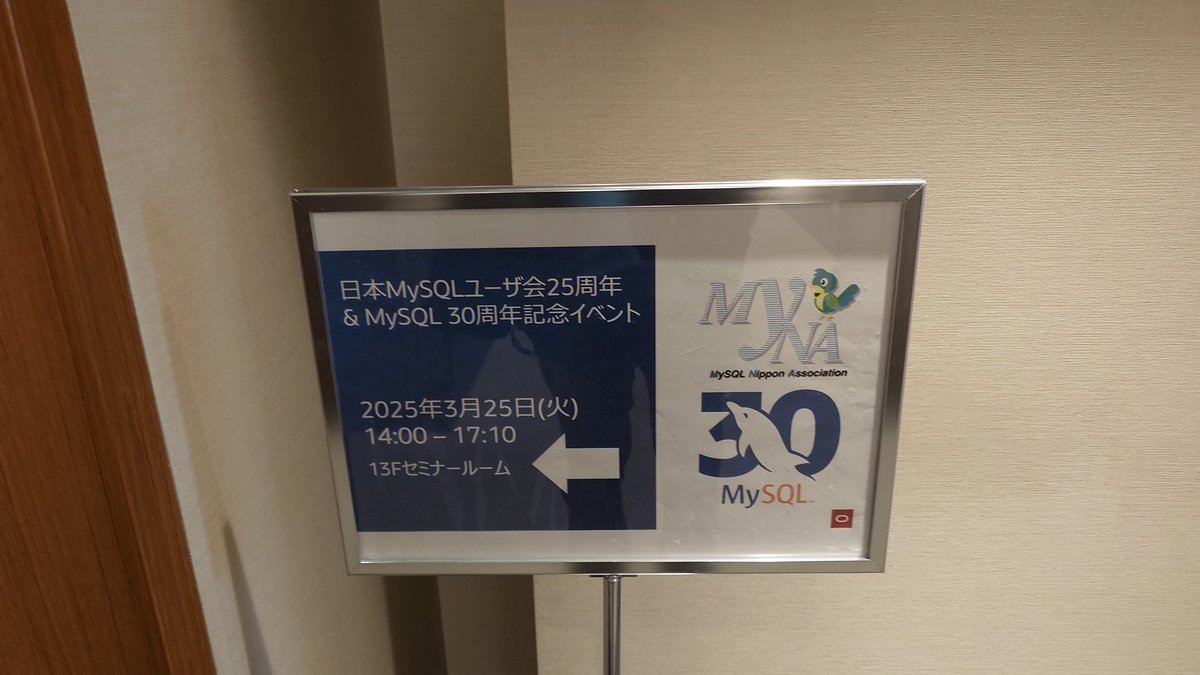 日本MySQLユーザ会25周年
& MySQL 30周年記念イベント
2025年3月25日(火)
14:00 – 17:10
13Fセミナールーム
MyNA
MySQL Nippon Association
30
MySQL